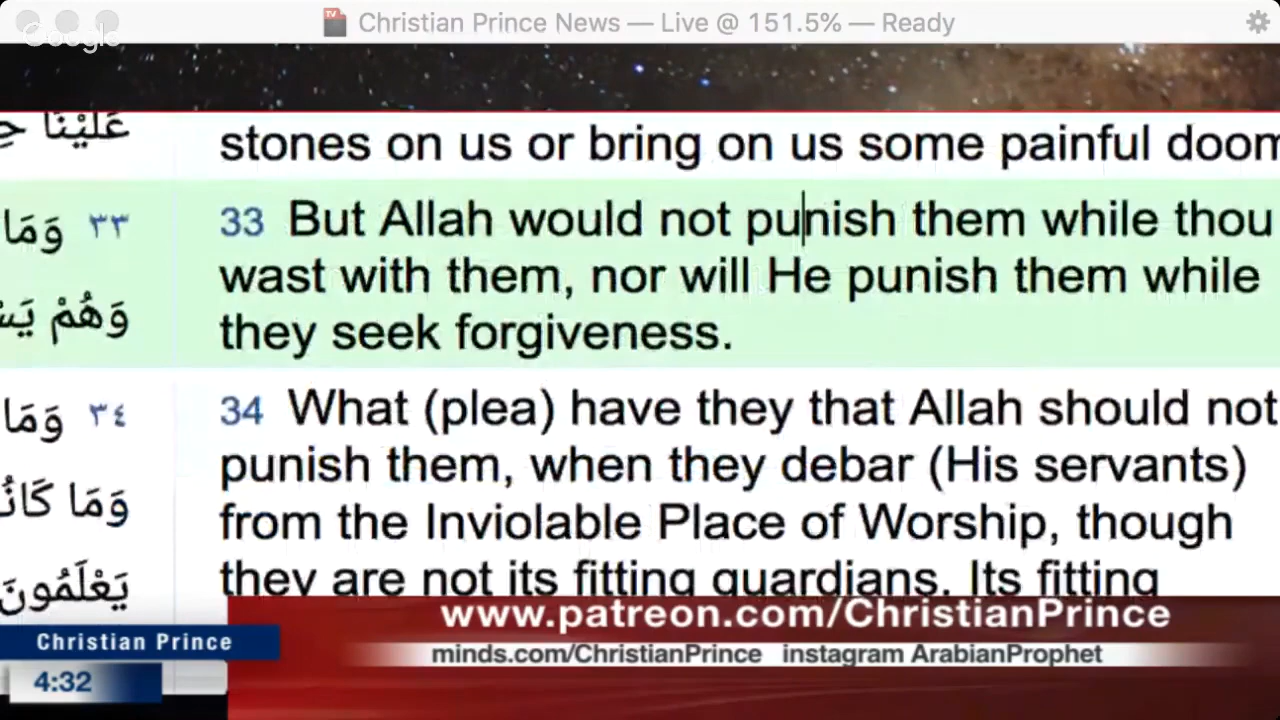 Christian Prince News — Live @ 151.5% — Ready
Google
عَلَيْنَا
stones on us or bring on us some painful doom
33 But Allah would not punish them while thou
wast with them, nor will He punish them while
they seek forgiveness.
٣٣ وَمَا
وَهُمْ
34 What (plea) have they that Allah should not
punish them, when they debar (His servants)
from the Inviolable Place of Worship, though
they are not its fitting guardians. Its fitting
٣٤ وَمَا
وَمَا
يَعْلَمُونَ
www.patreon.com/ChristianPrince
Christian Prince
minds.com/ChristianPrince instagram ArabianProphet
4:32